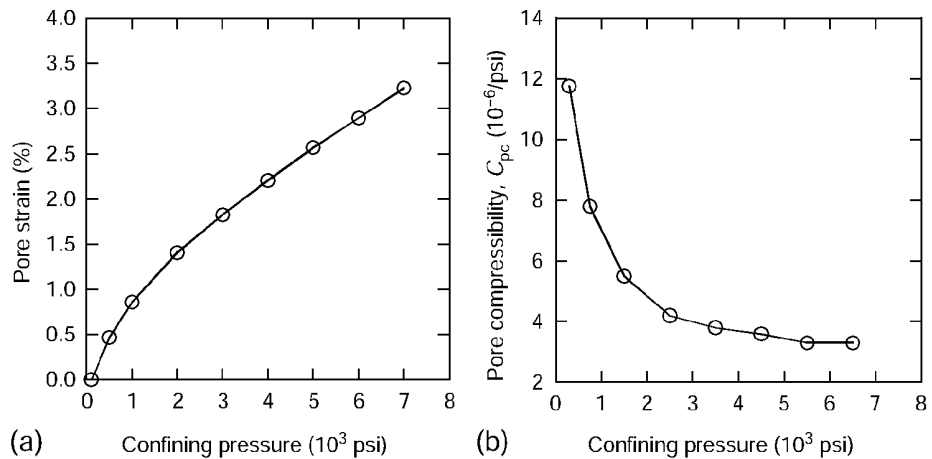 4.0
3.5
3.0
2.5
2.0
1.5
1.0
0.5
0.0
Pore strain (%)
0 1 2 3 4 5 6 7 8
(a) Confining pressure (10³ psi)
14
12
10
8
6
4
2
Pore compressibility, Cpc (10⁻⁶/psi)
0 1 2 3 4 5 6 7 8
(b) Confining pressure (10³ psi)